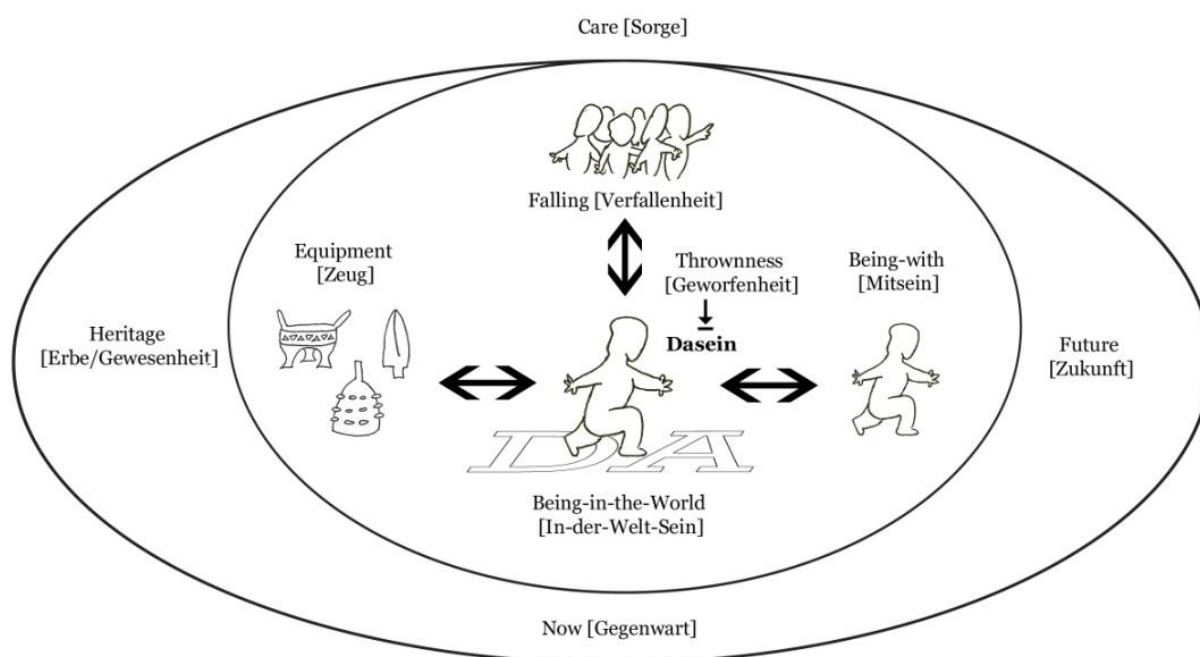 Care [Sorge]
Falling [Verfallenheit]
Equipment
[Zeug]
Thrownness
[Geworfenheit]
Being-with
[Mitsein]
Heritage
[Erbe/Gewesenheit]
Dasein
Future
[Zukunft]
DA
Being-in-the-World
[In-der-Welt-Sein]
Now [Gegenwart]